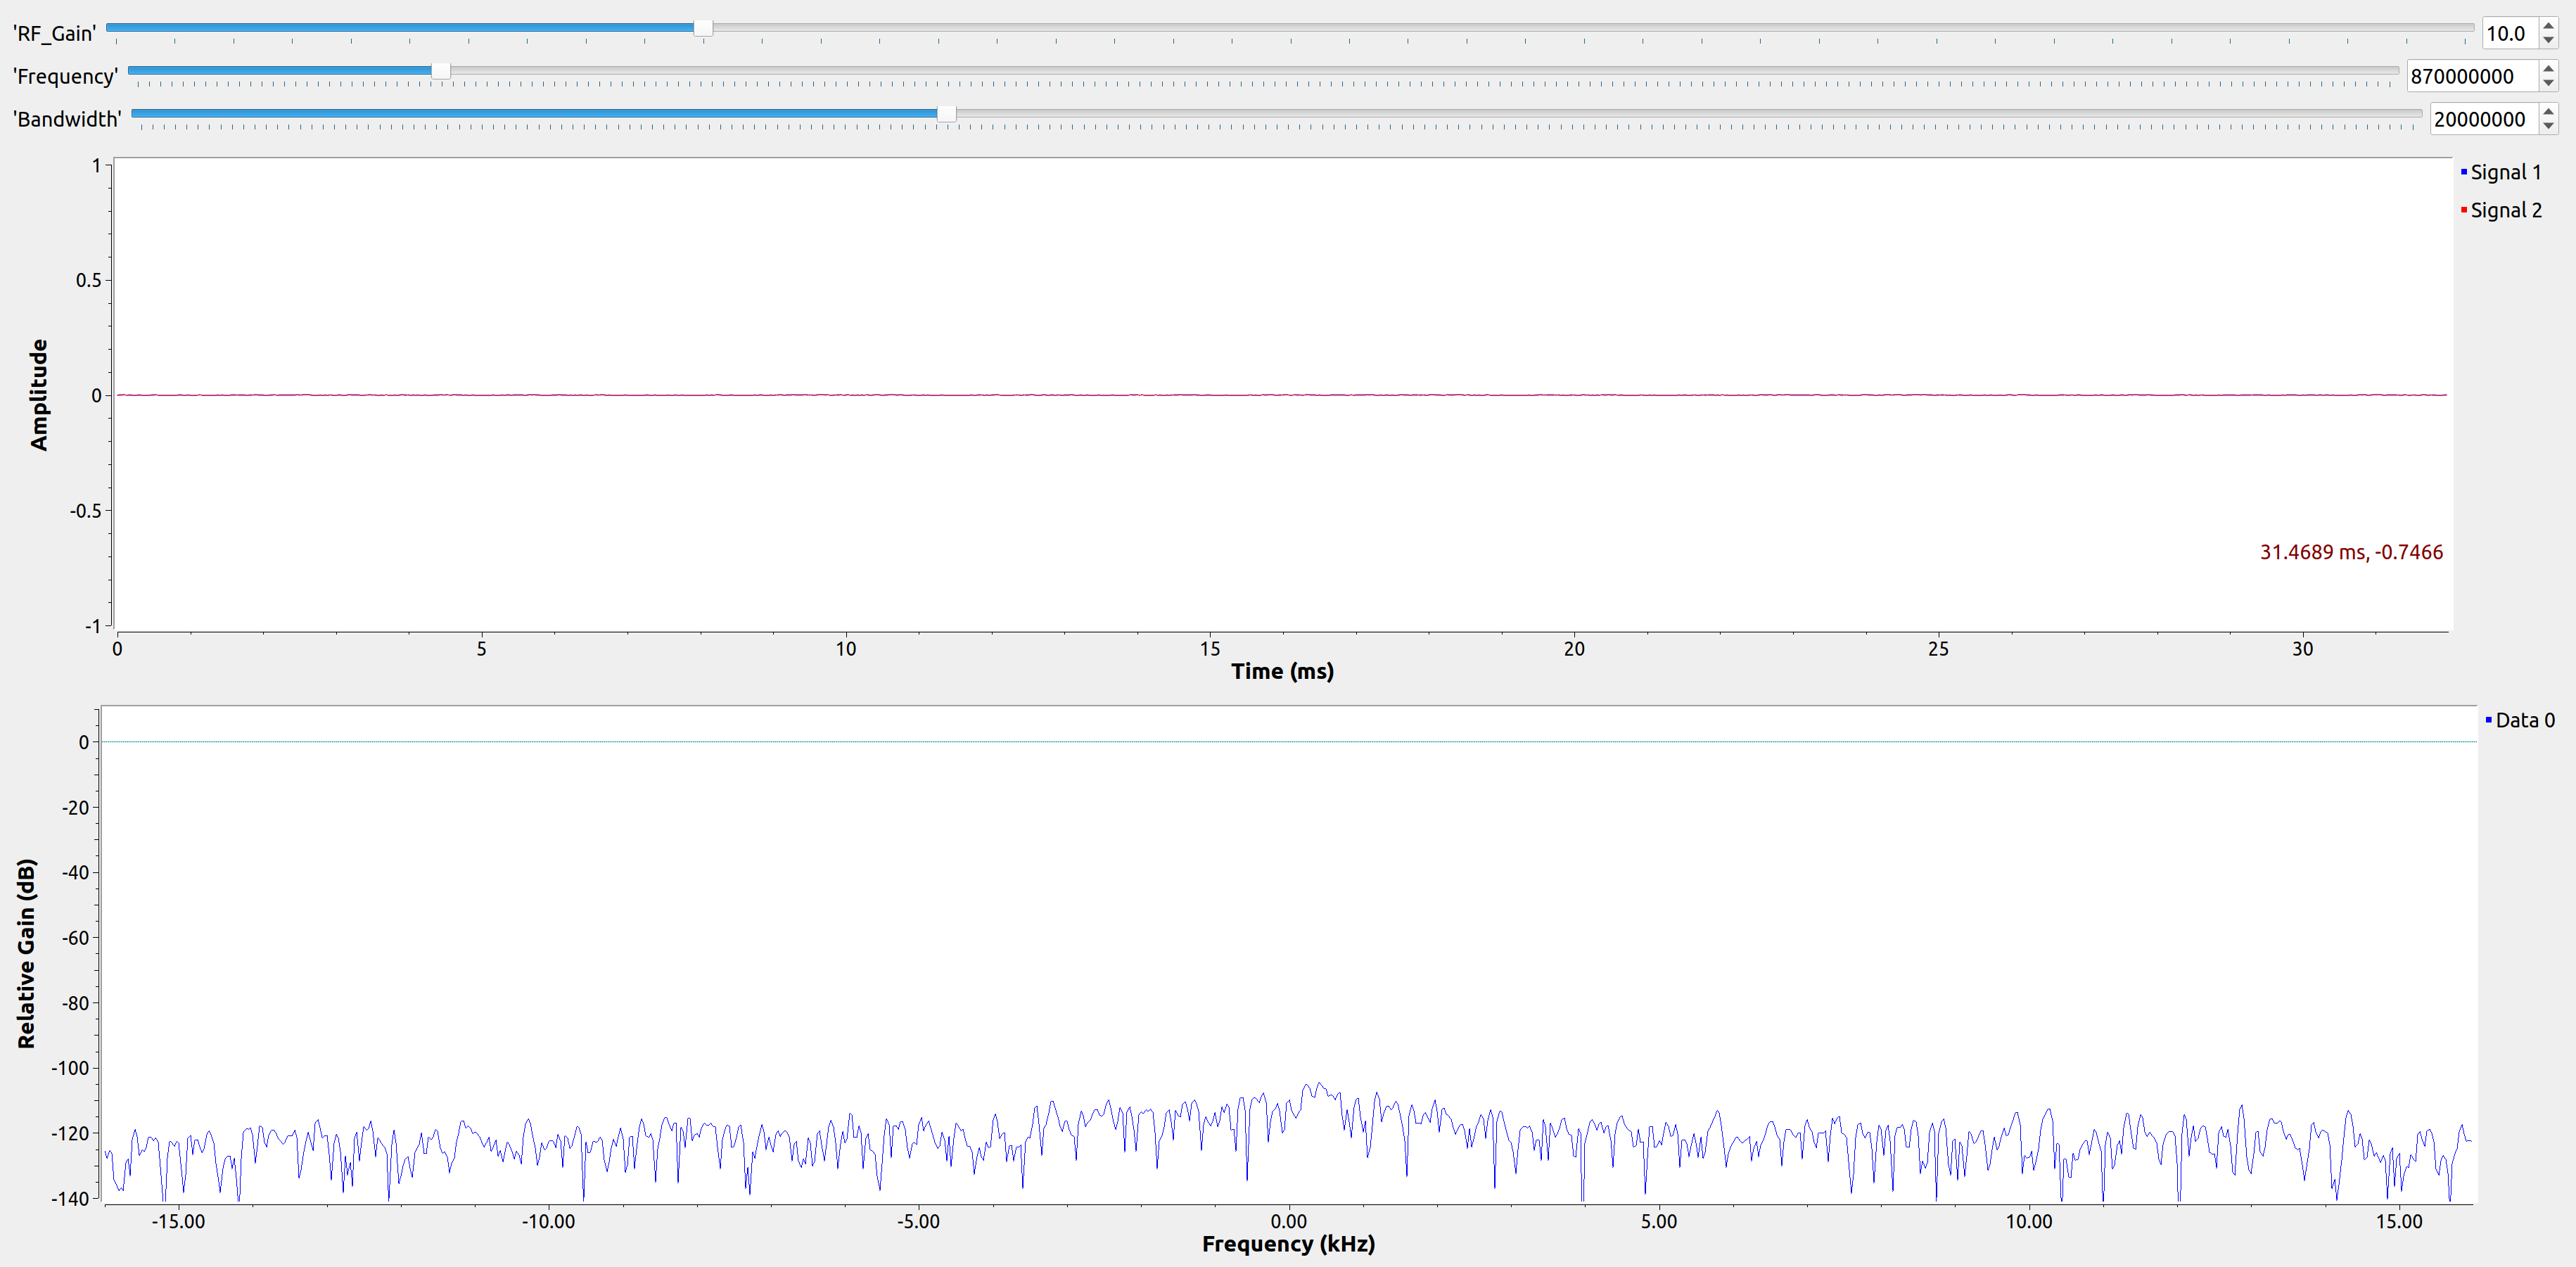 'RF_Gain' 10.0
'Frequency' 870000000
'Bandwidth' 20000000
1
0.5
0
-0.5
-1
Amplitude
Signal 1
Signal 2
31.4689 ms, -0.7466
0 5 10 15 20 25 30
Time (ms)
0
-20
-40
-60
-80
-100
-120
-140
Relative Gain (dB)
Data 0
-15.00 -10.00 -5.00 0.00 5.00 10.00 15.00
Frequency (kHz)